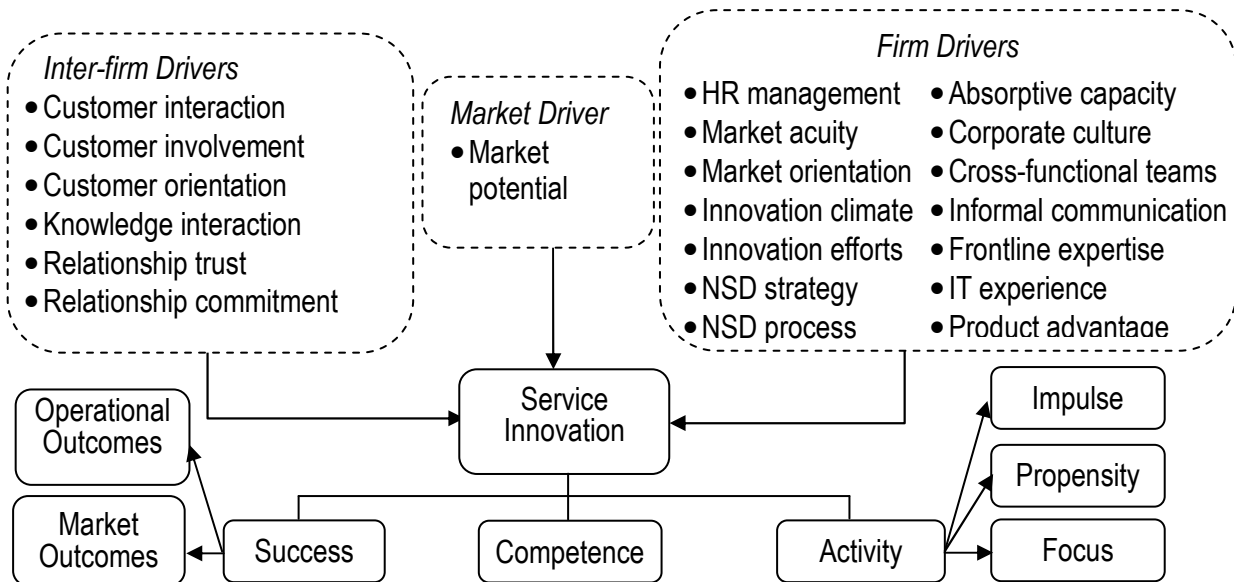 Inter-firm Drivers
• Customer interaction
• Customer involvement
• Customer orientation
• Knowledge interaction
• Relationship trust
• Relationship commitment
Market Driver
• Market
potential
Firm Drivers
• HR management
• Market acuity
• Market orientation
• Innovation climate
• Innovation efforts
• NSD strategy
• NSD process
• Absorptive capacity
• Corporate culture
• Cross-functional teams
• Informal communication
• Frontline expertise
• IT experience
• Product advantage
Service
Innovation
Operational
Outcomes
Market
Outcomes
Success
Competence
Activity
Impulse
Propensity
Focus